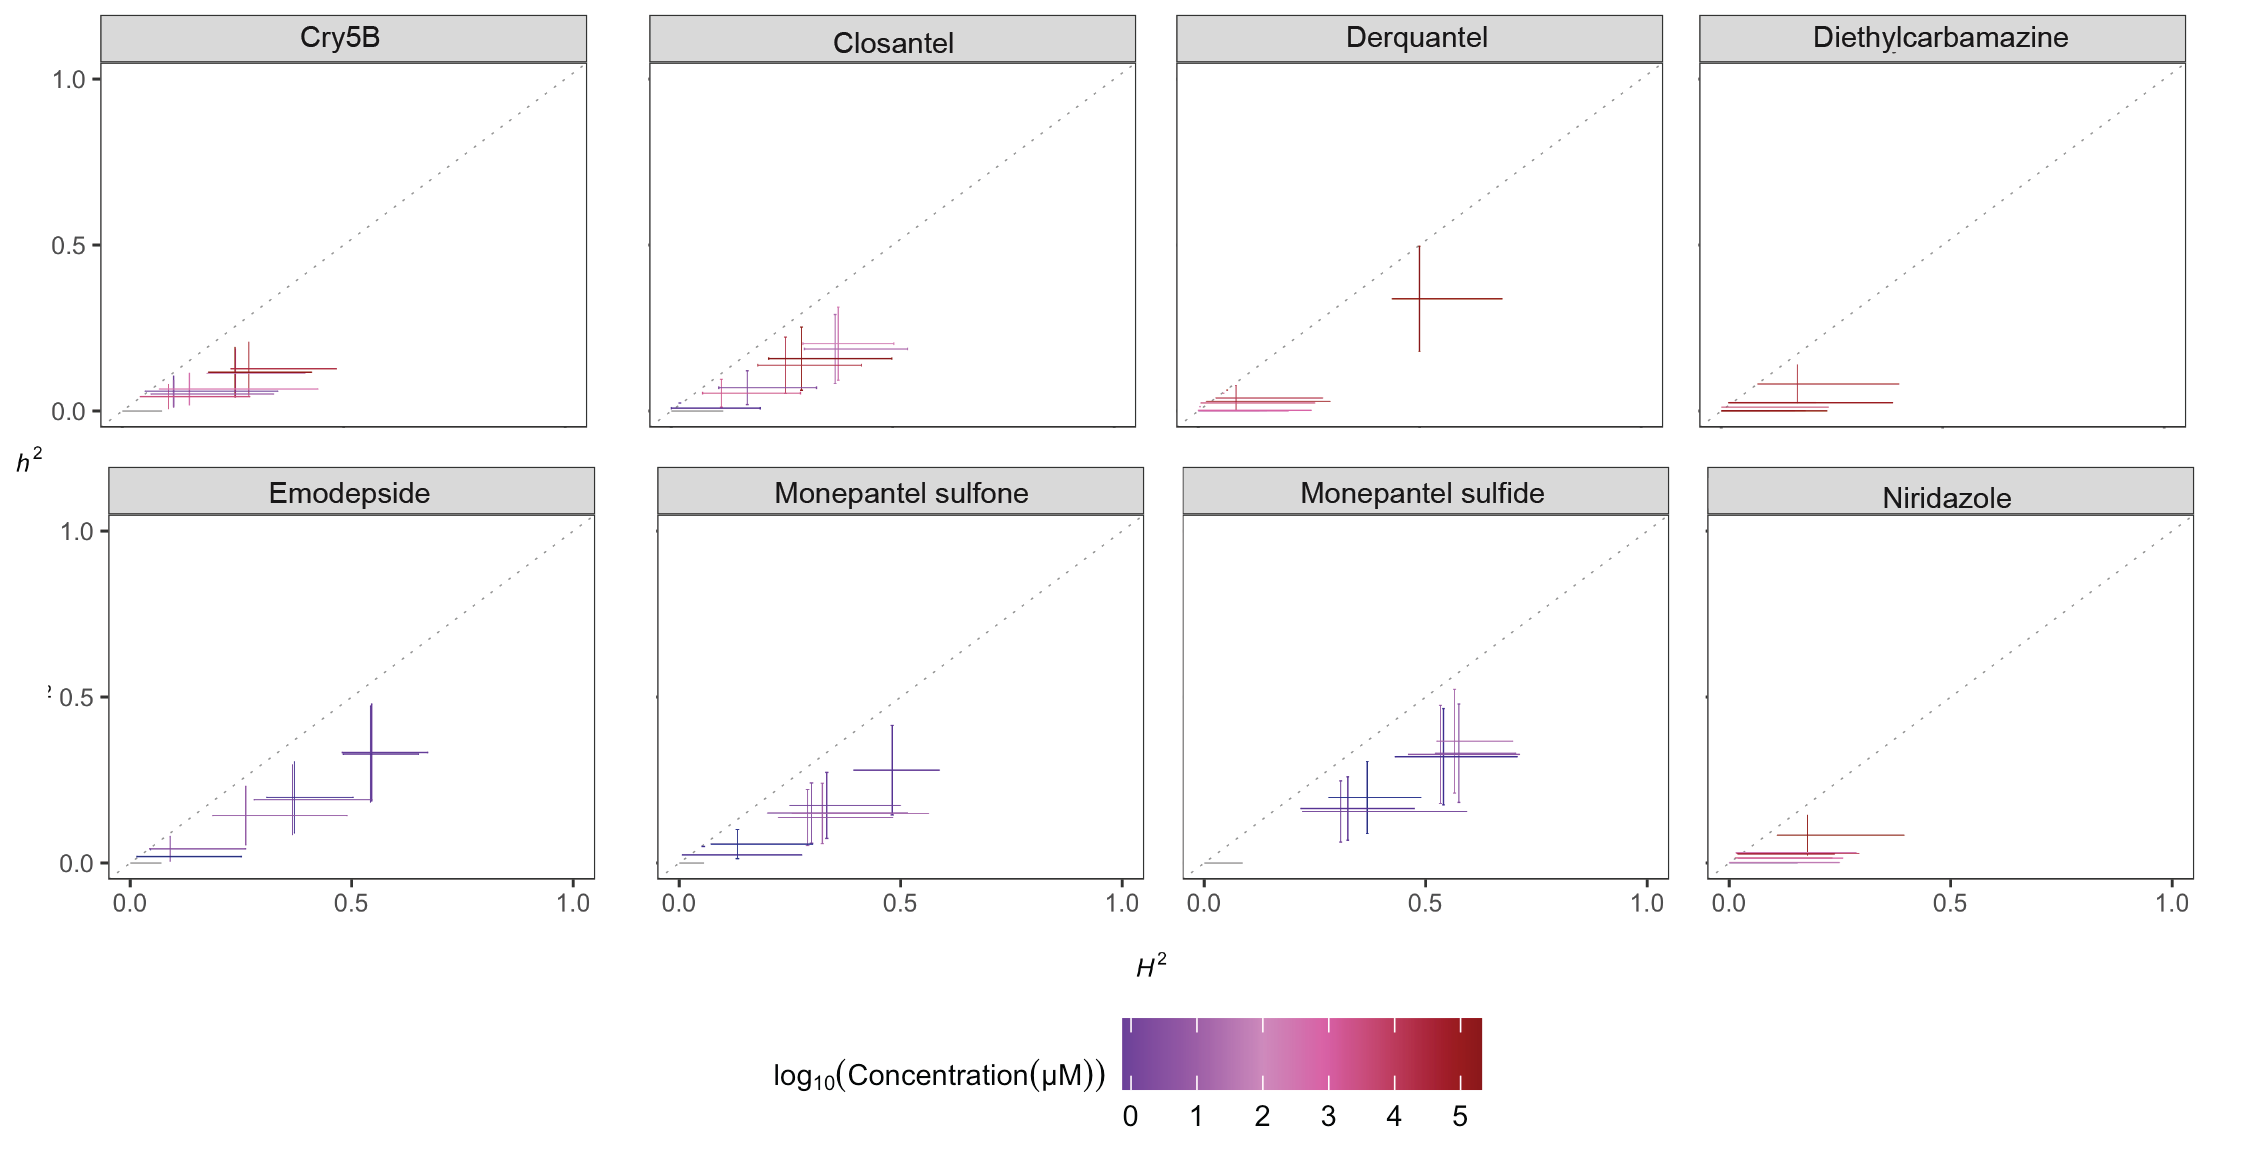 Cry5B Closantel Derquantel Diethylcarbamazine
1.0
0.5
0.0
h²
Emodepside Monepantel sulfone Monepantel sulfide Niridazole
1.0
0.5
0.0
0.0 0.5 1.0 0.0 0.5 1.0 0.0 0.5 1.0 0.0 0.5 1.0
H²
log₁₀(Concentration(µM))
0 1 2 3 4 5